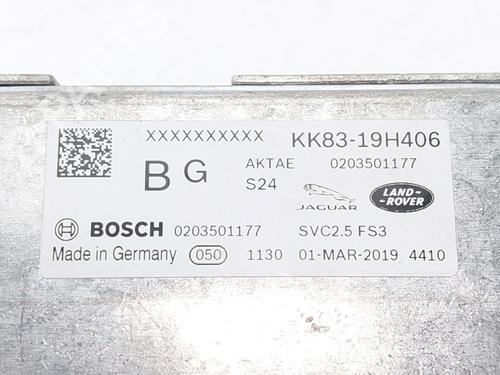 XXXXXXXXXX KK83-19H406
B G AKTAE 0203501177
S24 JAGUAR LAND-ROVER
BOSCH 0203501177 SVC2.5 FS3
Made in Germany 050 1130 01-MAR-2019 4410